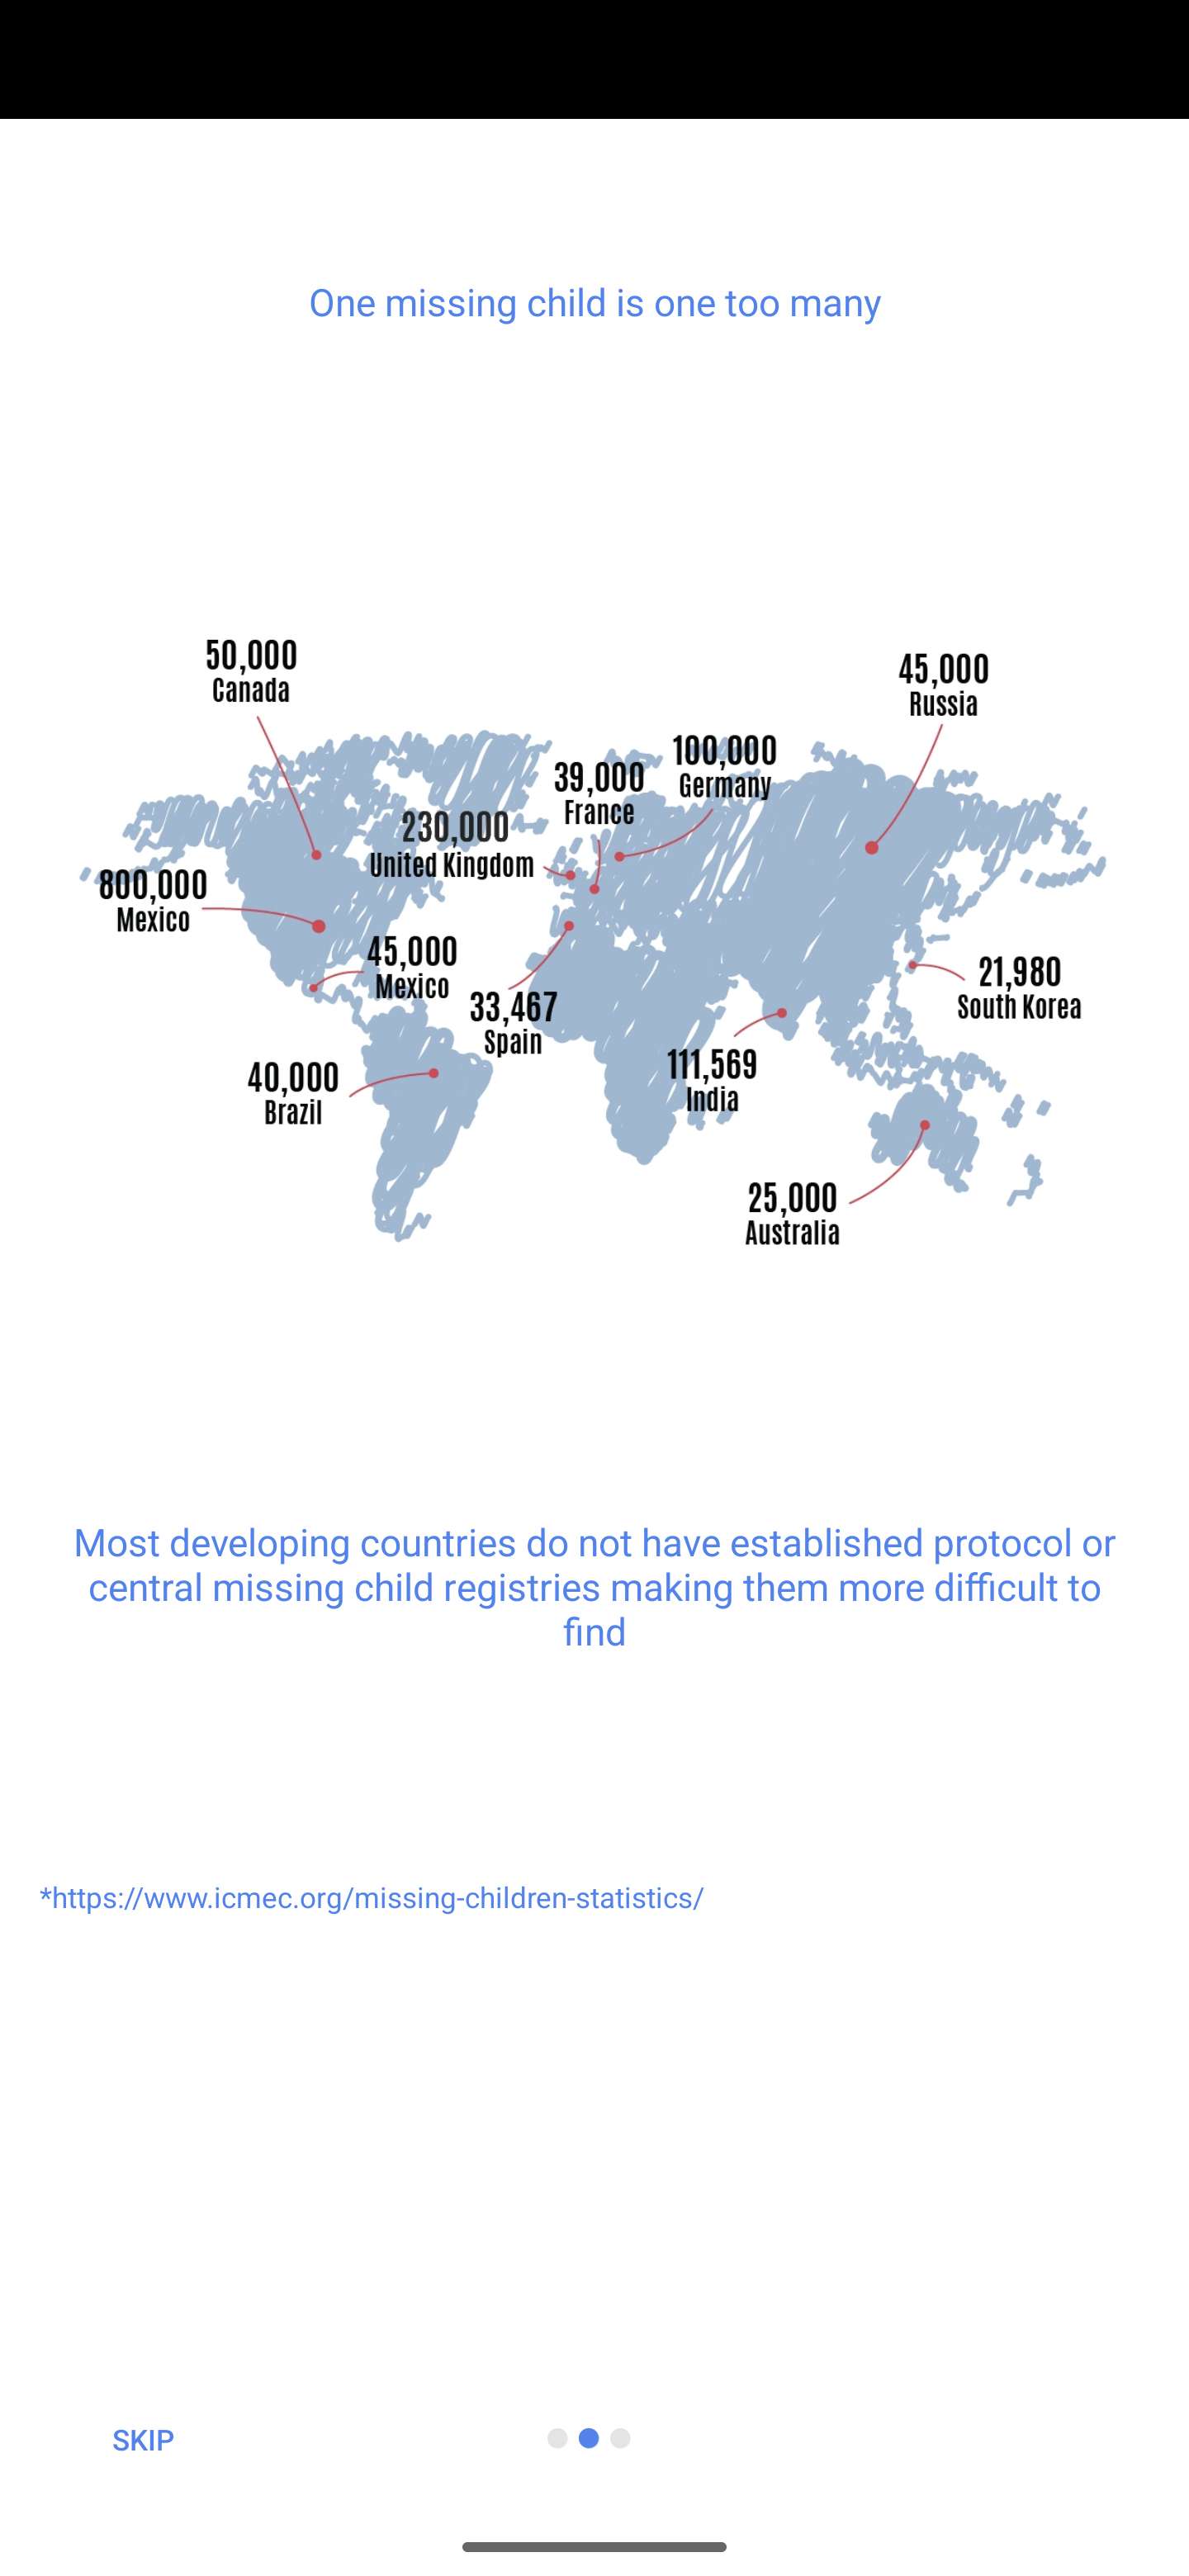 One missing child is one too many
50,000
Canada
45,000
Russia
100,000
Germany
39,000
France
230,000
United Kingdom
800,000
Mexico
45,000
Mexico
33,467
Spain
21,980
South Korea
40,000
Brazil
111,569
India
25,000
Australia
Most developing countries do not have established protocol or
central missing child registries making them more difficult to
find
*https://www.icmec.org/missing-children-statistics/
SKIP